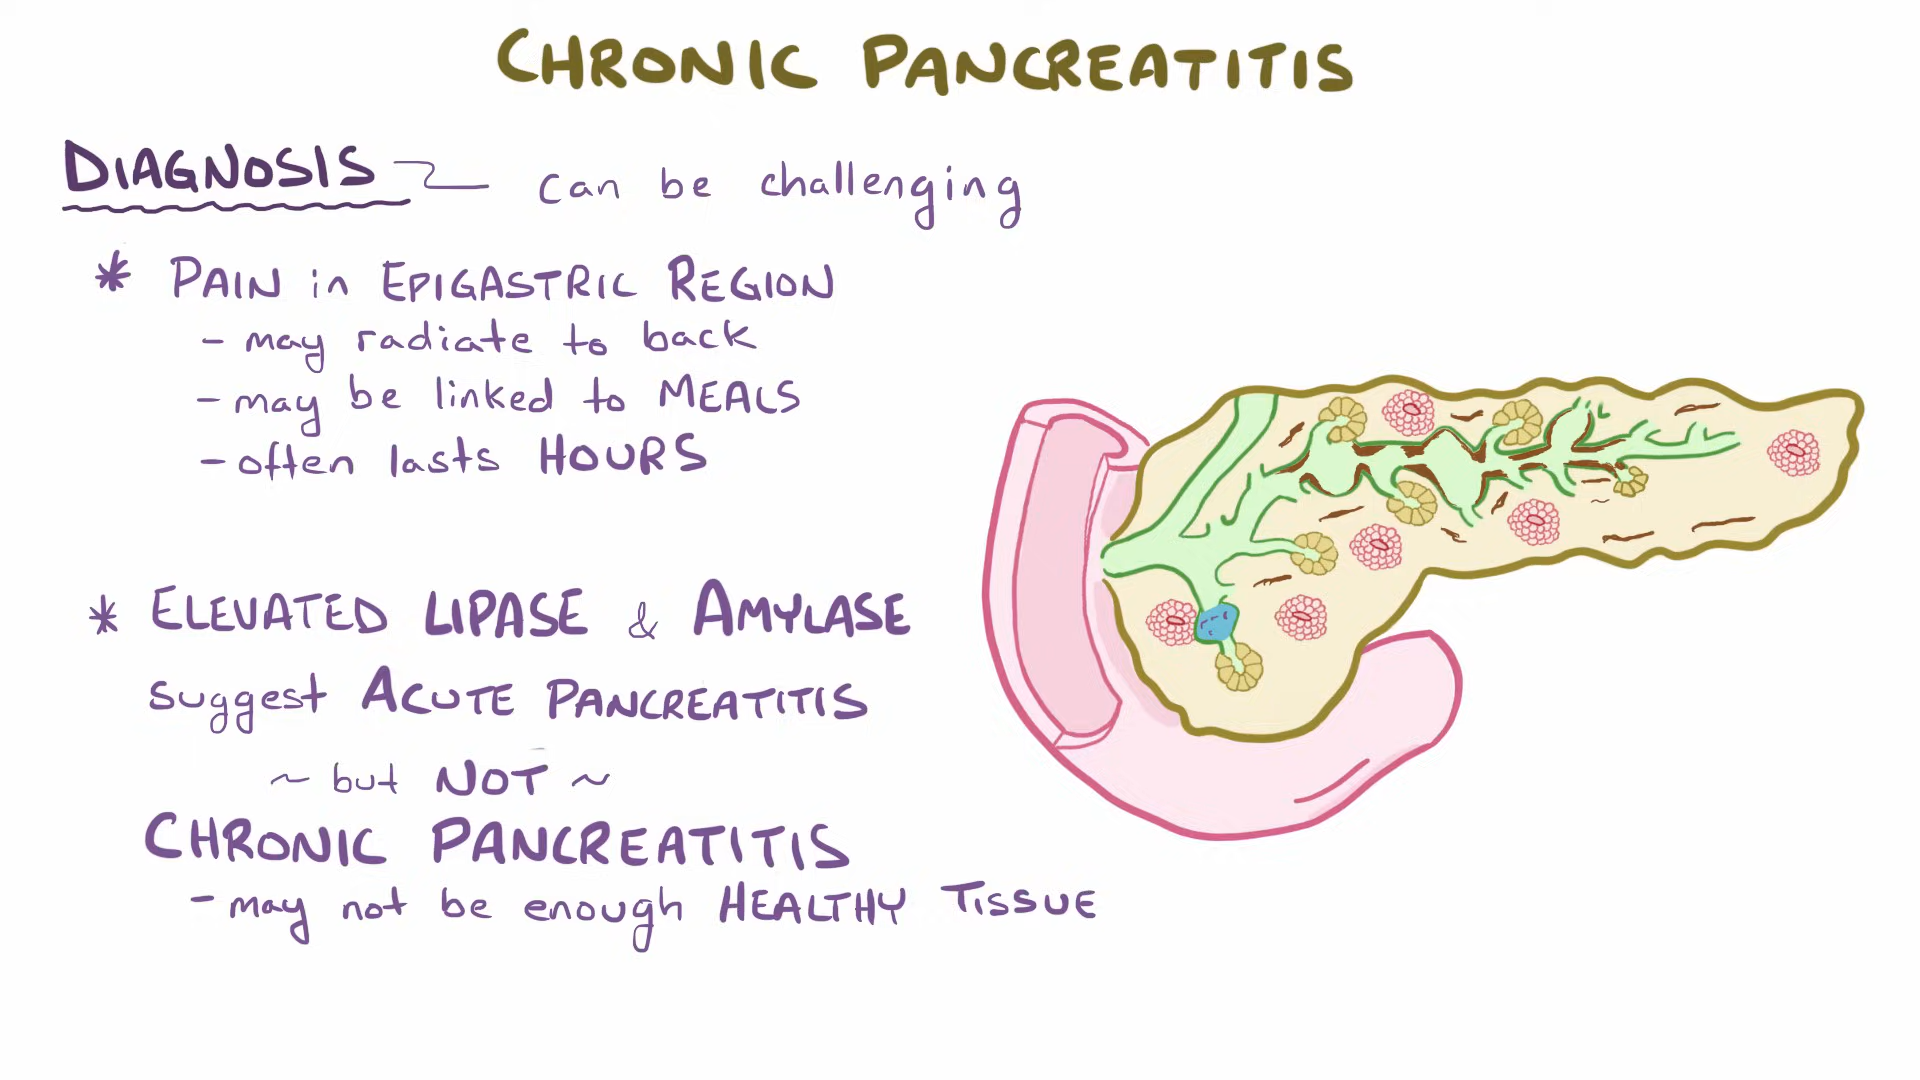 CHRONIC PANCREATITIS
DIAGNOSIS can be challenging
* PAIN in EPIGASTRIC REGION
- may radiate to back
- may be linked to MEALS
- often lasts HOURS
* ELEVATED LIPASE & AMYLASE
suggest ACUTE PANCREATITIS
~ but NOT ~
CHRONIC PANCREATITIS
- may not be enough HEALTHY TISSUE